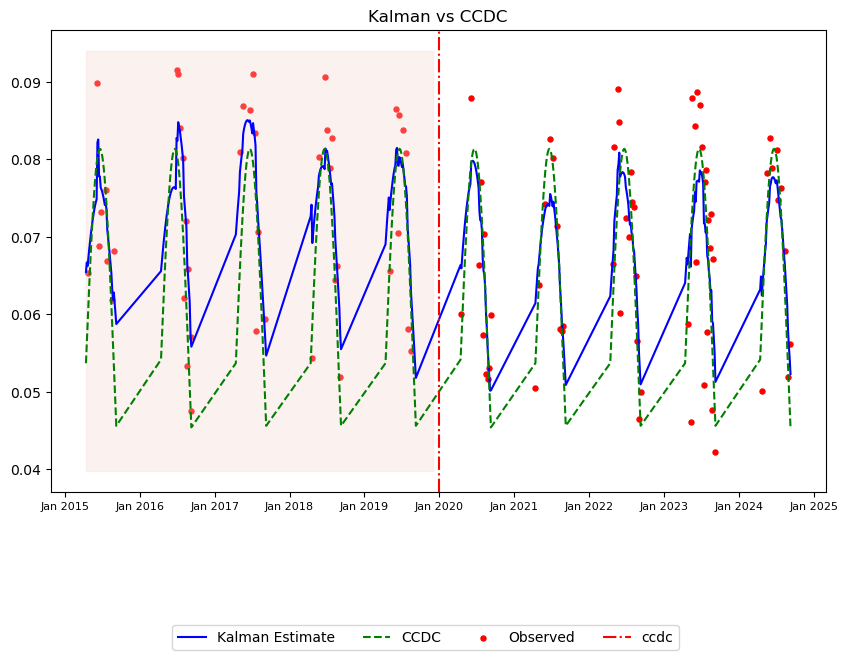 Kalman vs CCDC
0.09
0.08
0.07
0.06
0.05
0.04
Jan 2015 Jan 2016 Jan 2017 Jan 2018 Jan 2019 Jan 2020 Jan 2021 Jan 2022 Jan 2023 Jan 2024 Jan 2025
Kalman Estimate CCDC Observed ccdc